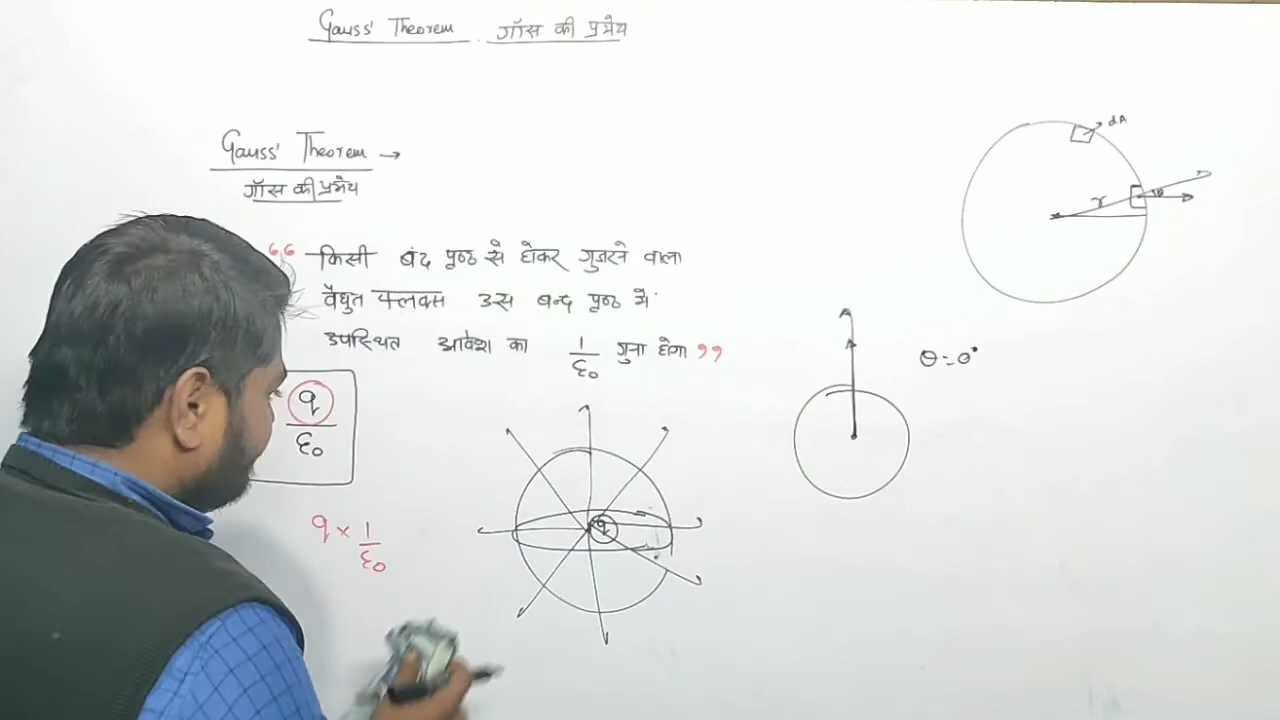 Gauss' Theorem . गॉस की प्रमेय
Gauss' Theorem →
गॉस की प्रमेय
“ किसी बंद पृष्ठ से होकर गुजरने वाला
वैद्युत फ्लक्स उस बन्द पृष्ठ में
उपस्थित आवेश का 1/ε₀ गुना होगा ”
q/ε₀
q × 1/ε₀
q
dA
r
θ
θ = 0°